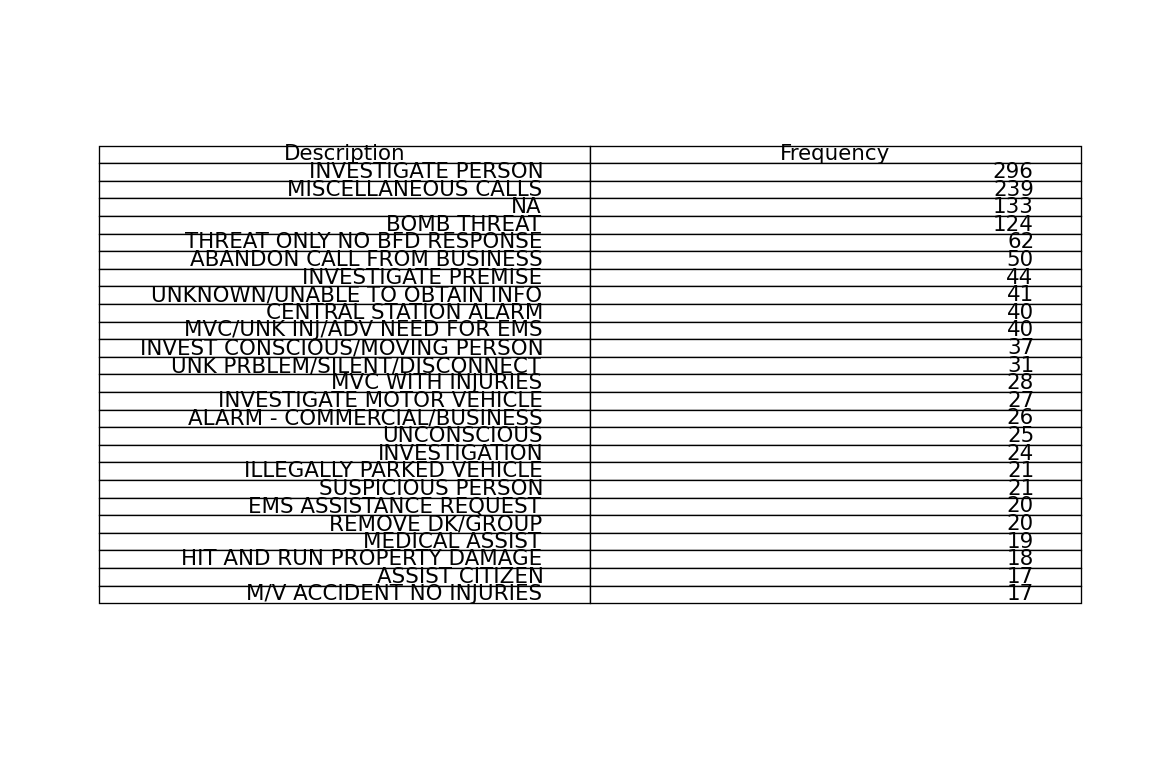 Description Frequency
INVESTIGATE PERSON 296
MISCELLANEOUS CALLS 239
NA 133
BOMB THREAT 124
THREAT ONLY NO BFD RESPONSE 62
ABANDON CALL FROM BUSINESS 50
INVESTIGATE PREMISE 44
UNKNOWN/UNABLE TO OBTAIN INFO 41
CENTRAL STATION ALARM 40
MVC/UNK INJ/ADV NEED FOR EMS 40
INVEST CONSCIOUS/MOVING PERSON 37
UNK PRBLEM/SILENT/DISCONNECT 31
MVC WITH INJURIES 28
INVESTIGATE MOTOR VEHICLE 27
ALARM - COMMERCIAL/BUSINESS 26
UNCONSCIOUS 25
INVESTIGATION 24
ILLEGALLY PARKED VEHICLE 21
SUSPICIOUS PERSON 21
EMS ASSISTANCE REQUEST 20
REMOVE DK/GROUP 20
MEDICAL ASSIST 19
HIT AND RUN PROPERTY DAMAGE 18
ASSIST CITIZEN 17
M/V ACCIDENT NO INJURIES 17